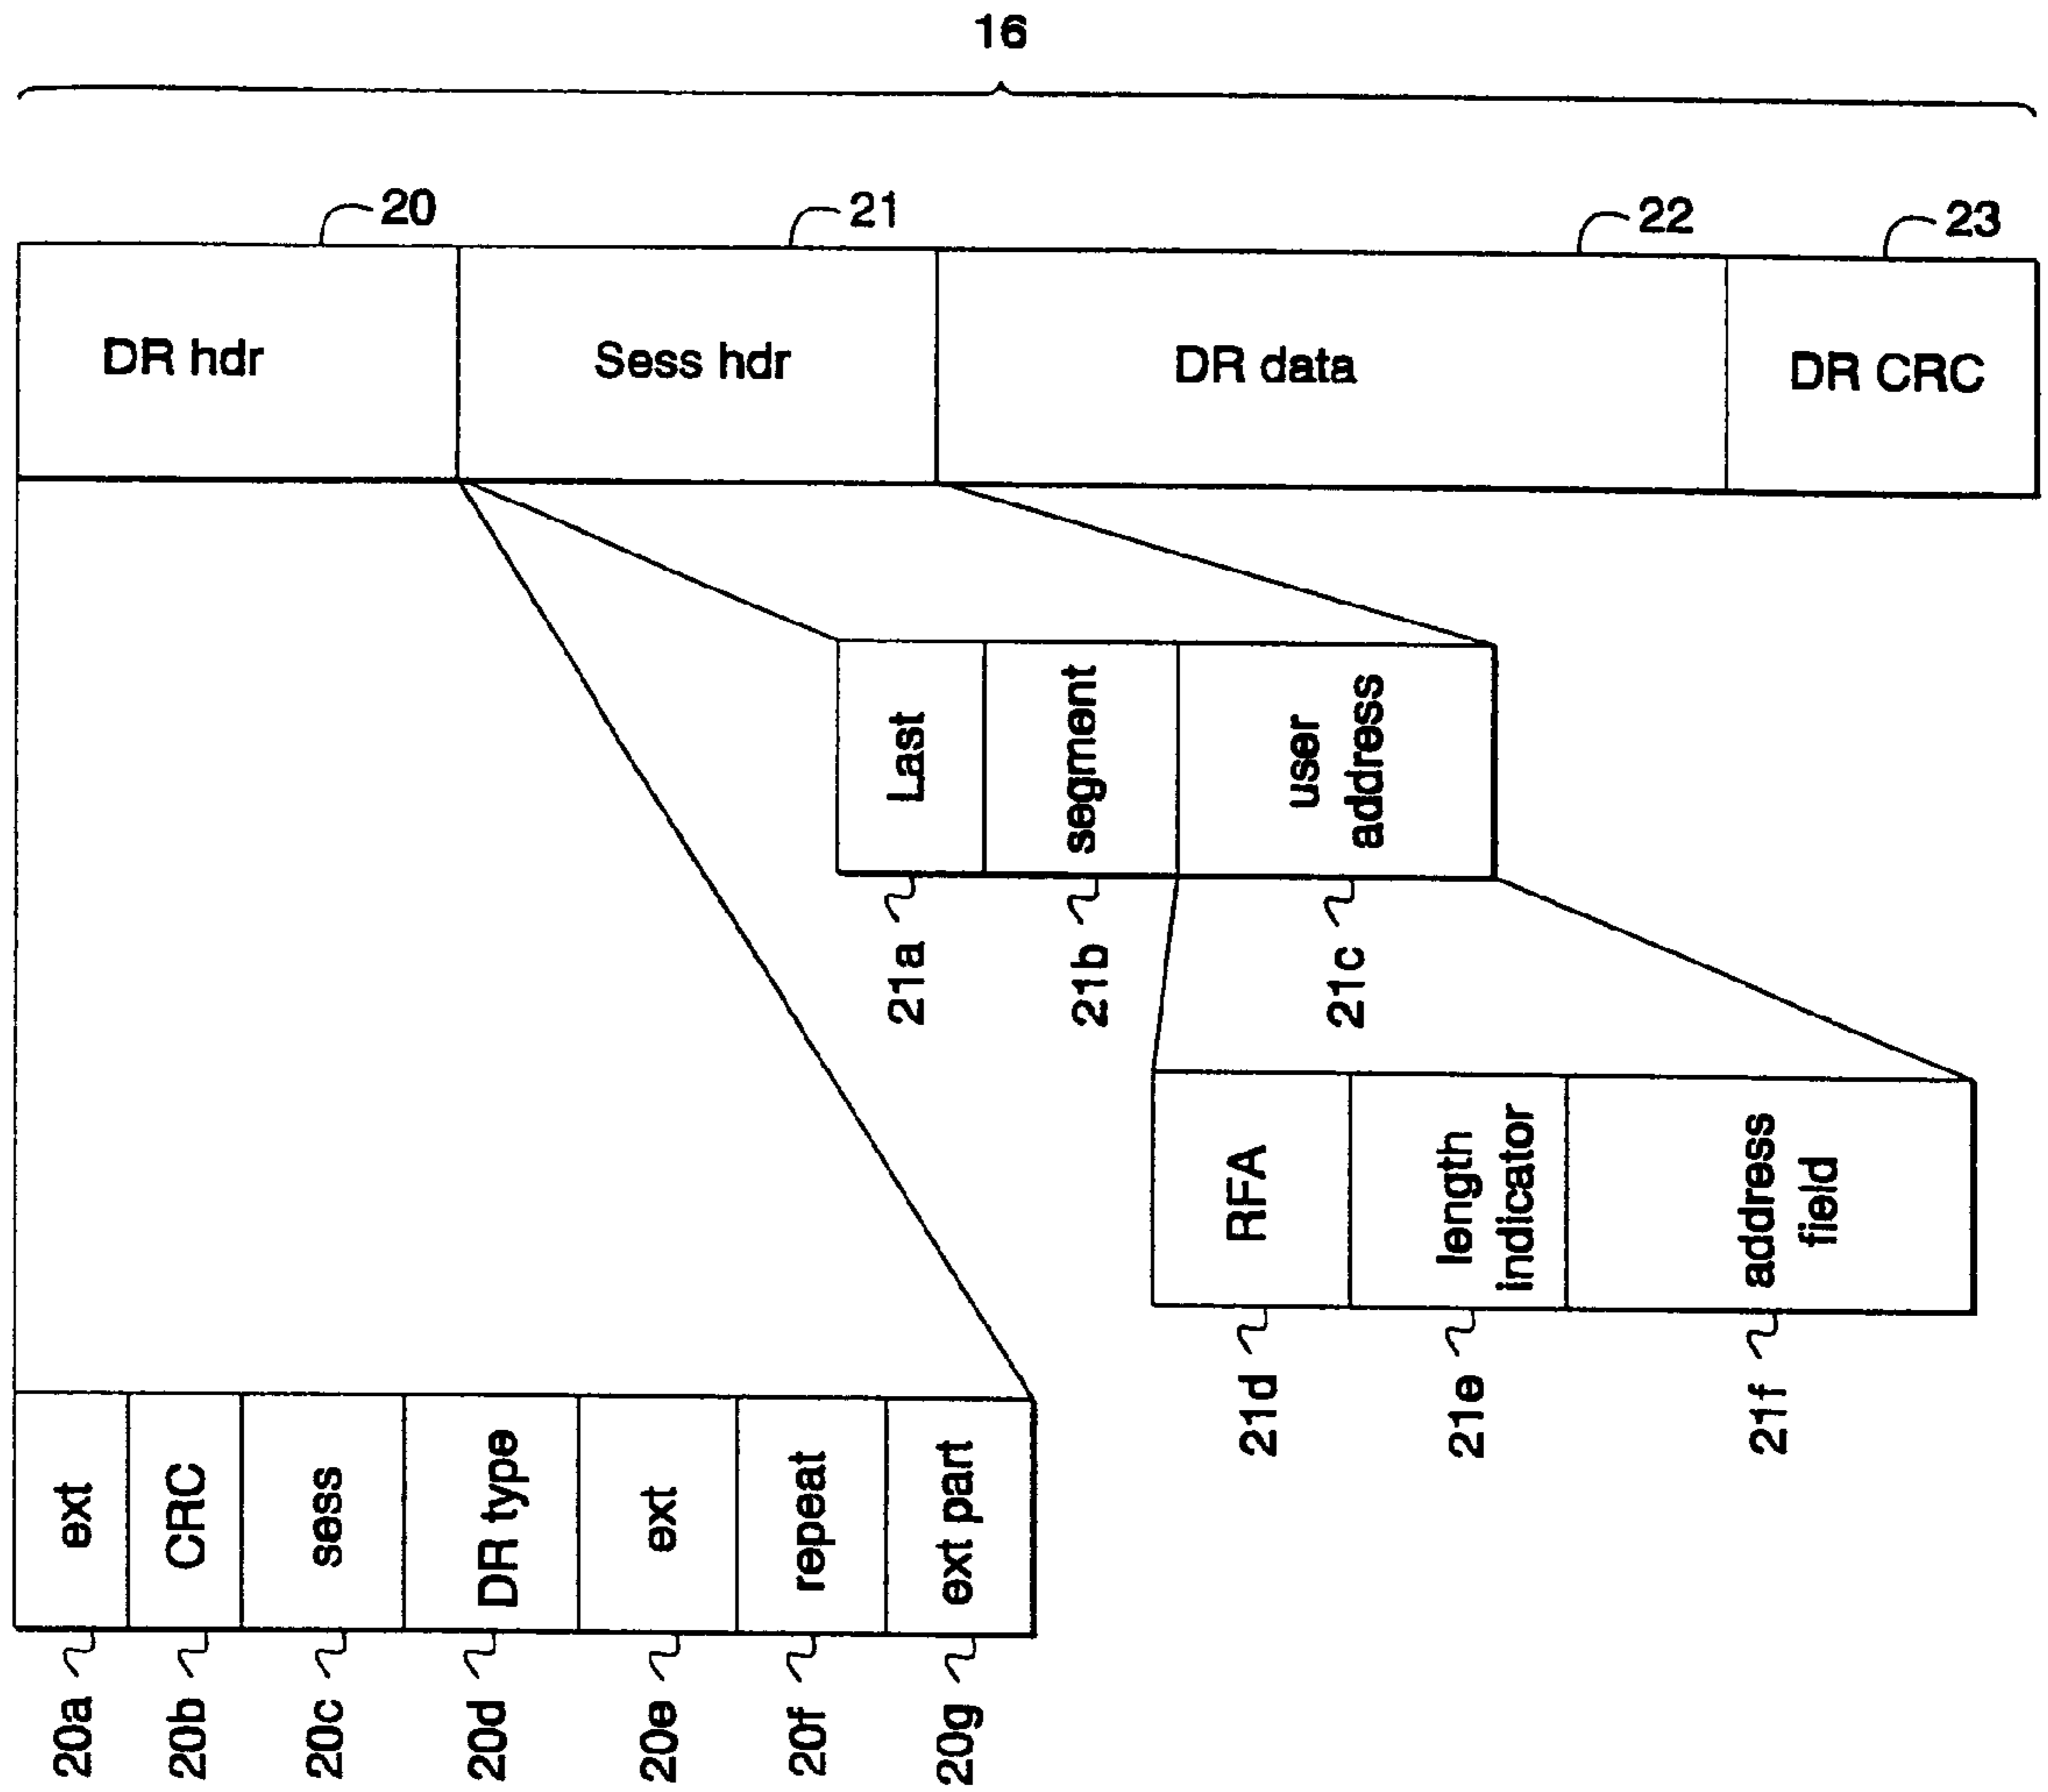 16
20
21
22
23
DR hdr
Sess hdr
DR data
DR CRC
Last
segment
user
address
21a
21b
21c
RFA
length
indicator
address
field
21d
21e
21f
ext
CRC
sess
DR type
ext
repeat
ext part
20a
20b
20c
20d
20e
20f
20g